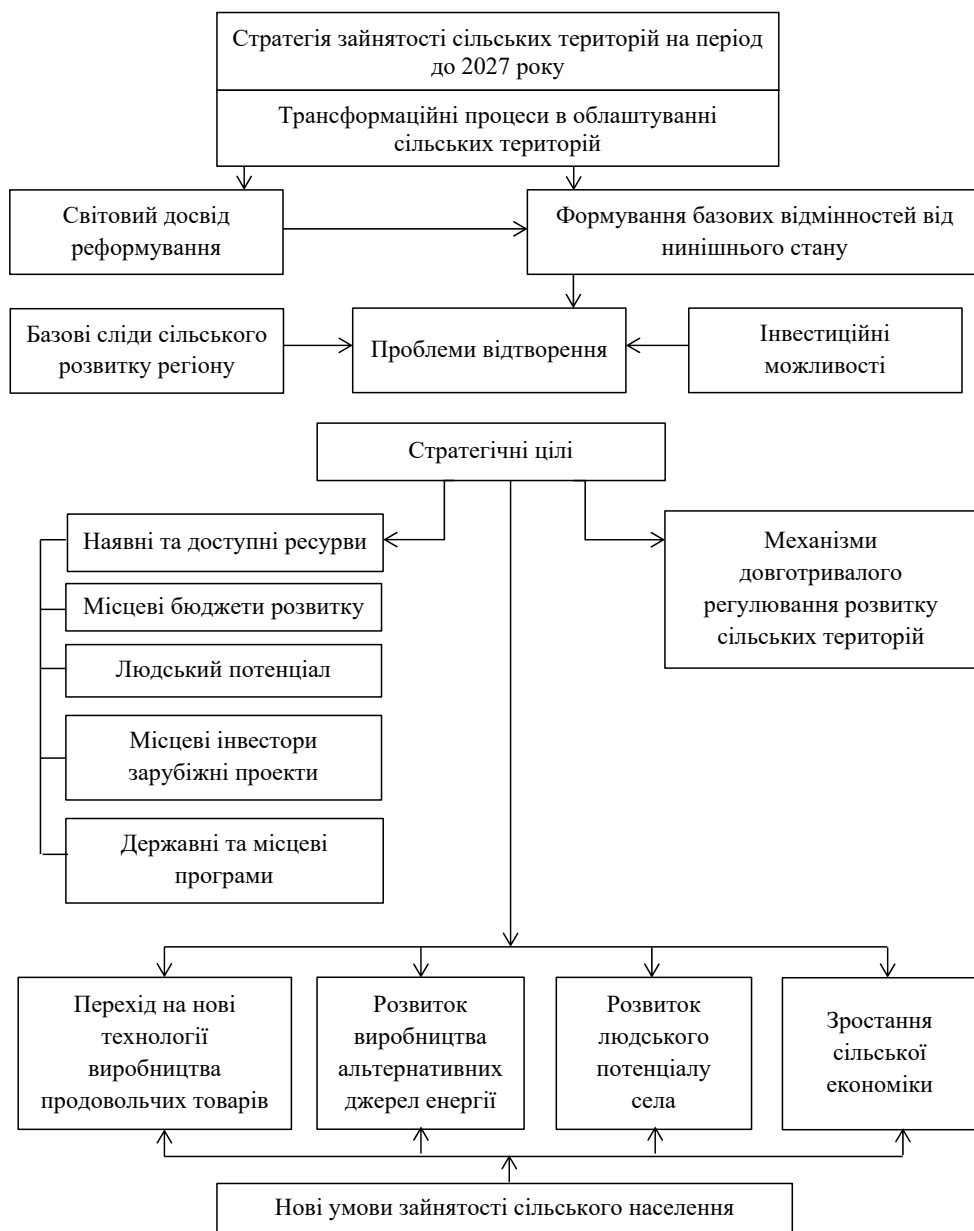 Стратегія зайнятості сільських територій на період
до 2027 року
Трансформаційні процеси в облаштуванні
сільських територій
Світовий досвід
реформування
Формування базових відмінностей від
нинішнього стану
Базові сліди сільського
розвитку регіону
Проблеми відтворення
Інвестиційні
можливості
Стратегічні цілі
Наявні та доступні ресурви
Місцеві бюджети розвитку
Людський потенціал
Місцеві інвестори
зарубіжні проекти
Державні та місцеві
програми
Механізми
довготривалого
регулювання розвитку
сільських територій
Перехід на нові
технології
виробництва
продовольчих товарів
Розвиток
виробництва
альтернативних
джерел енергії
Розвиток
людського
потенціалу
села
Зростання
сільської
економіки
Нові умови зайнятості сільського населення